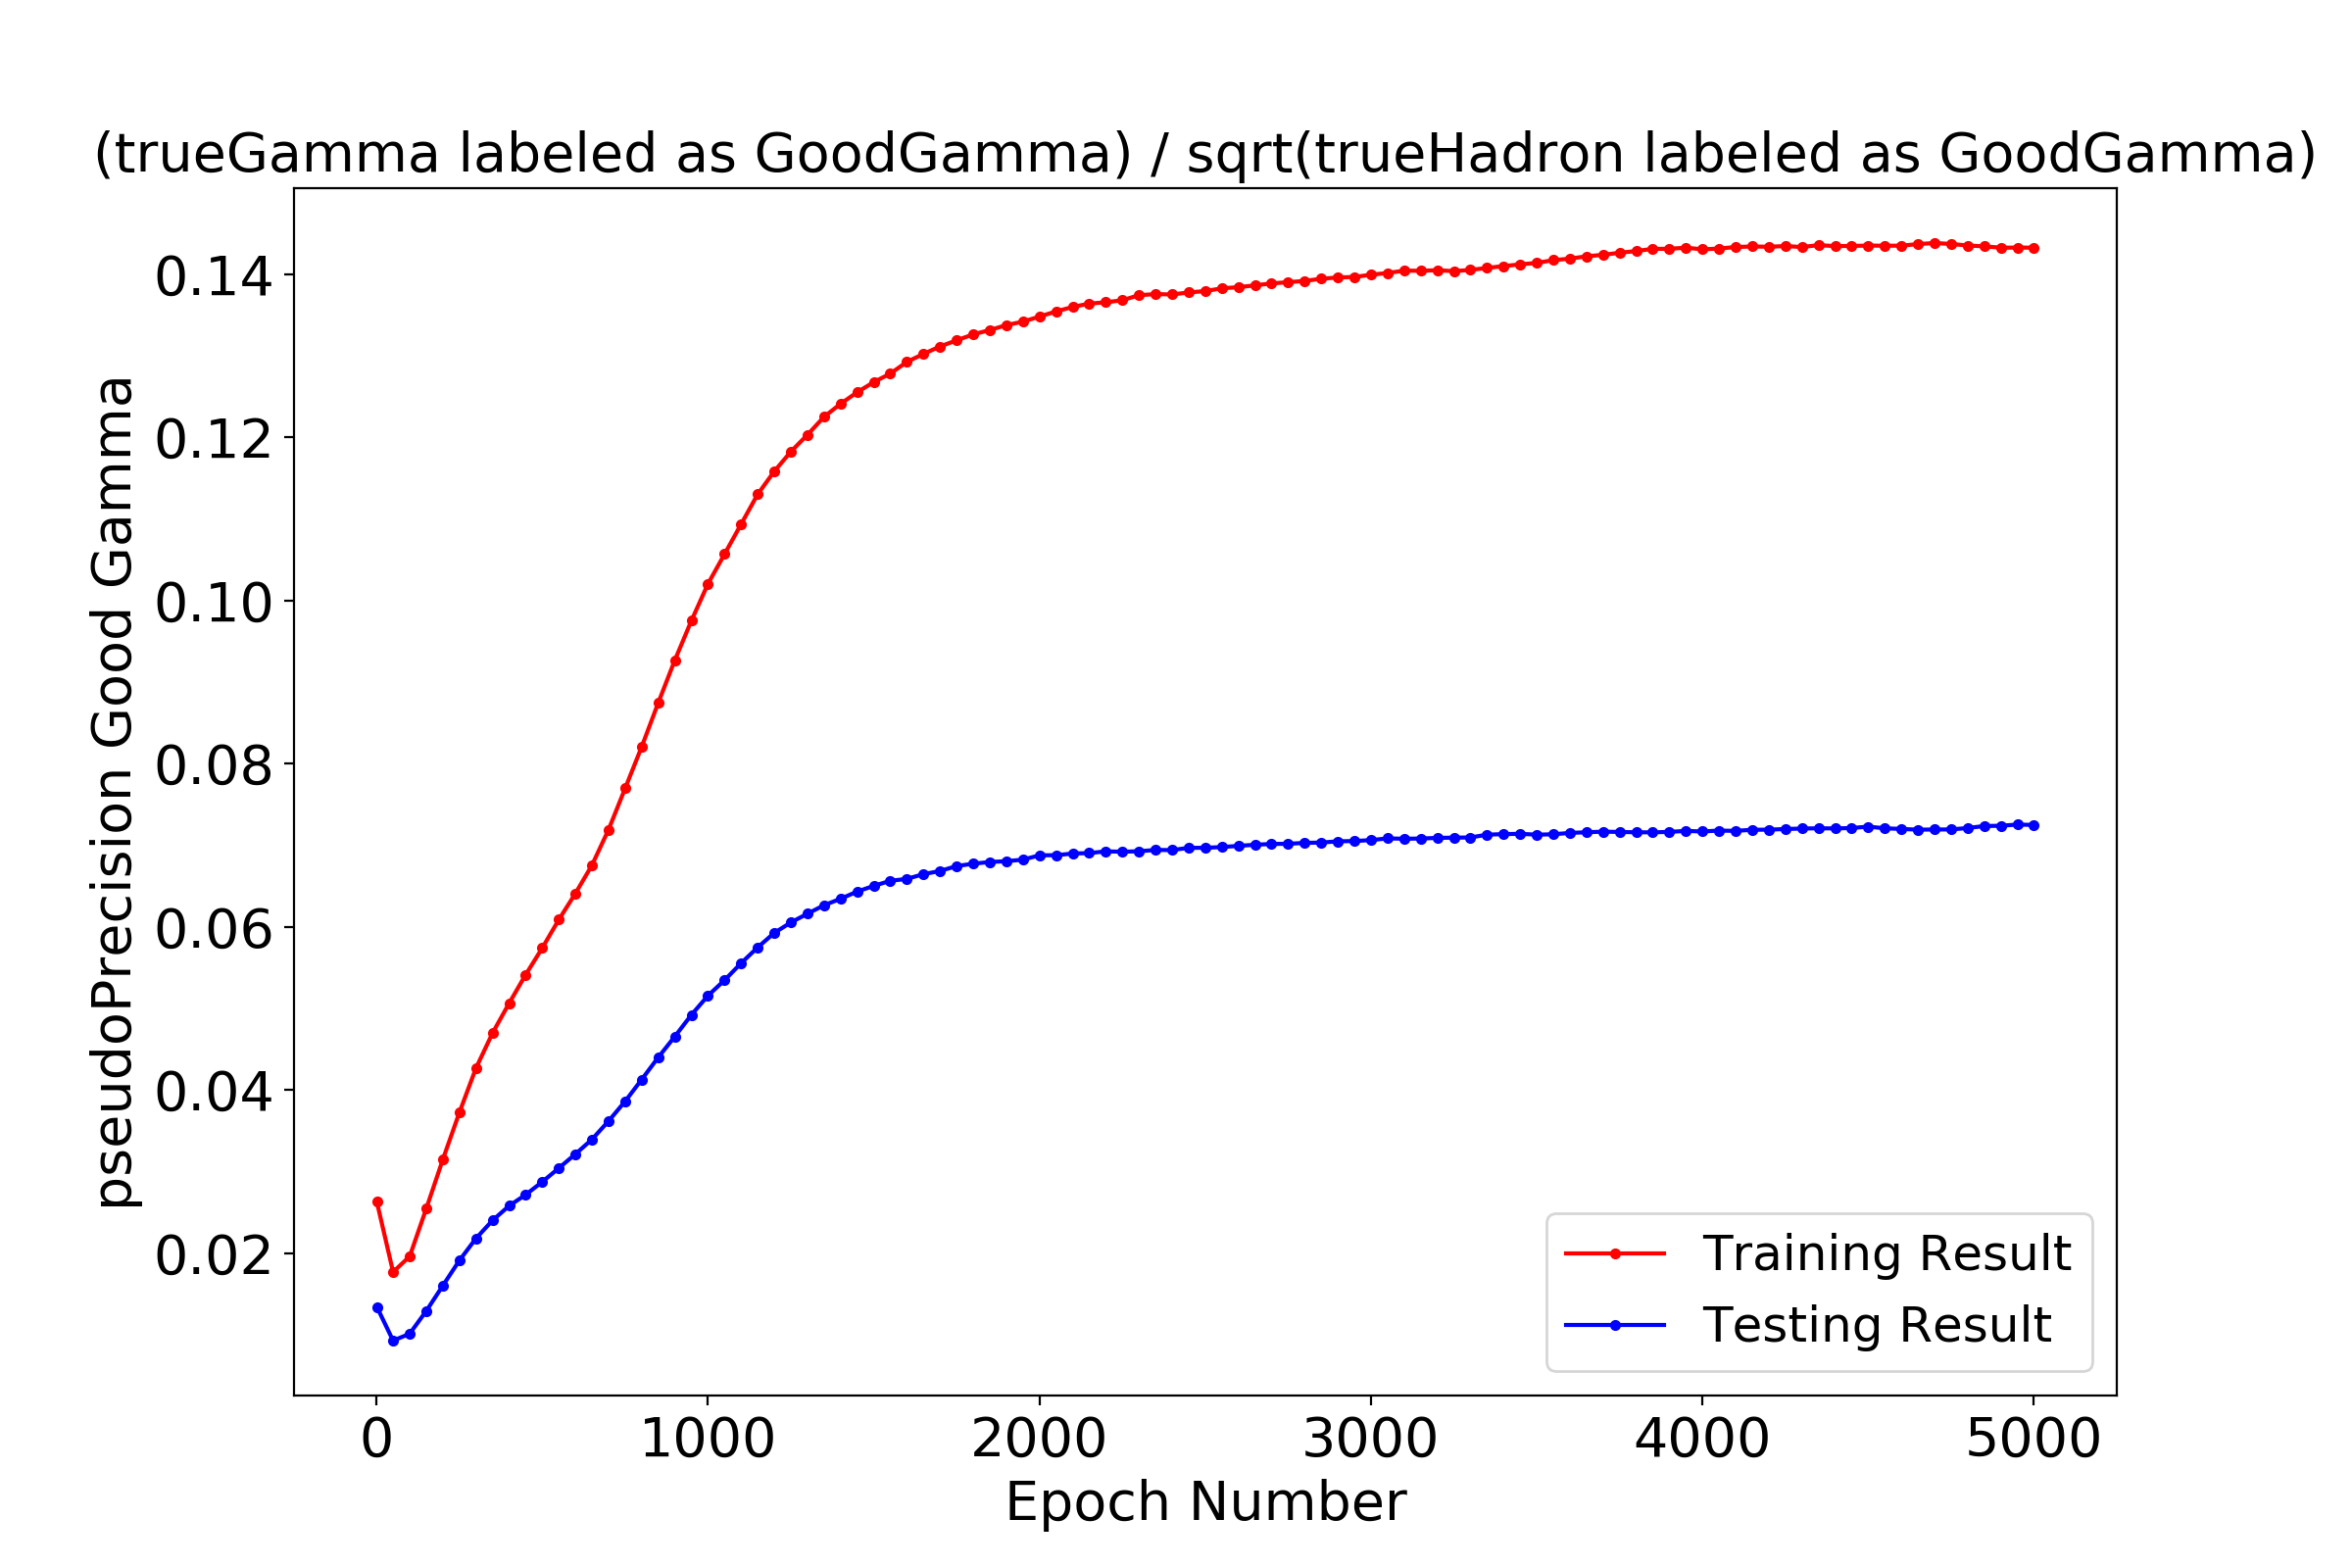 (trueGamma labeled as GoodGamma) / sqrt(trueHadron labeled as GoodGamma)
pseudoPrecision Good Gamma
0.14
0.12
0.10
0.08
0.06
0.04
0.02
Training Result
Testing Result
0 1000 2000 3000 4000 5000
Epoch Number